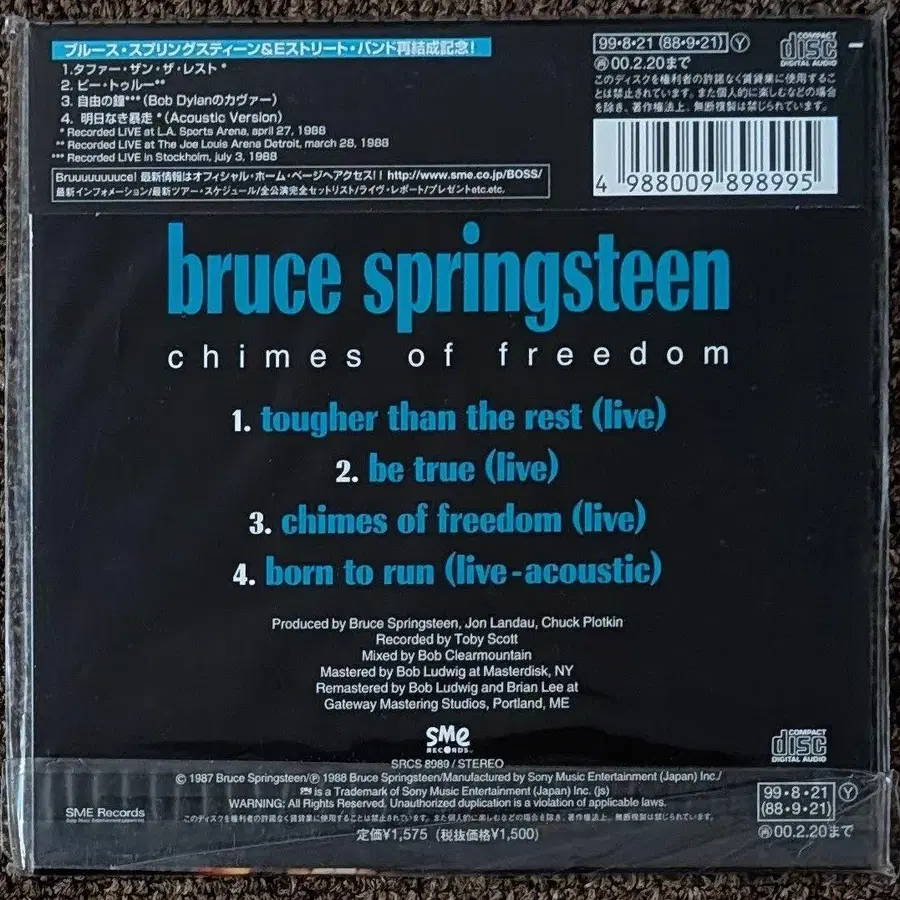 ブルース・スプリングスティーン&Eストリート・バンド再結成記念!
1.タファー・ザン・ザ・レスト *
2. ビー・トゥルー**
3. 自由の鐘***(Bob Dylanのカヴァー)
4. 明日なき暴走 *(Acoustic Version)
* Recorded LIVE at L.A. Sports Arena, april 27, 1988
** Recorded LIVE at The Joe Louis Arena Detroit, march 28, 1988
*** Recorded LIVE in Stockholm, july 3, 1988
Bruuuuuuuuce! 最新情報はオフィシャル・ホーム・ページへアクセス!! http://www.sme.co.jp/BOSS/
最新インフォメーション/最新ツアー・スケジュール/全公演完全セットリスト/ライヴ・レポート/プレゼントetc.etc.
99・8・21 (88・9・21) Ⓨ
㋐00.2.20まで
COMPACT
disc
DIGITAL AUDIO
このディスクを権利者の許諾なく賃貸業に使用するこ
とは禁止されています。また個人的に楽しむなどの場合
を除き、著作権法上、無断複製は禁じられています。
4 988009 898995
bruce springsteen
chimes of freedom
1. tougher than the rest (live)
2. be true (live)
3. chimes of freedom (live)
4. born to run (live-acoustic)
Produced by Bruce Springsteen, Jon Landau, Chuck Plotkin
Recorded by Toby Scott
Mixed by Bob Clearmountain
Mastered by Bob Ludwig at Masterdisk, NY
Remastered by Bob Ludwig and Brian Lee at
Gateway Mastering Studios, Portland, ME
sme
RECORDS
SRCS 8989 / STEREO
COMPACT
disc
DIGITAL AUDIO
© 1987 Bruce Springsteen/℗ 1988 Bruce Springsteen/Manufactured by Sony Music Entertainment (Japan) Inc./
is a Trademark of Sony Music Entertainment (Japan) Inc. (js)
WARNING: All Rights Reserved. Unauthorized duplication is a violation of applicable laws.
このディスクを権利者の許諾なく賃貸業に使用することは禁止されています。また個人的に楽しむなどの場合を除き、著作権法上、無断複製は禁じられています。
定価¥1,575 (税抜価格¥1,500)
SME Records
99・8・21 Ⓨ
(88・9・21)
00.2.20まで